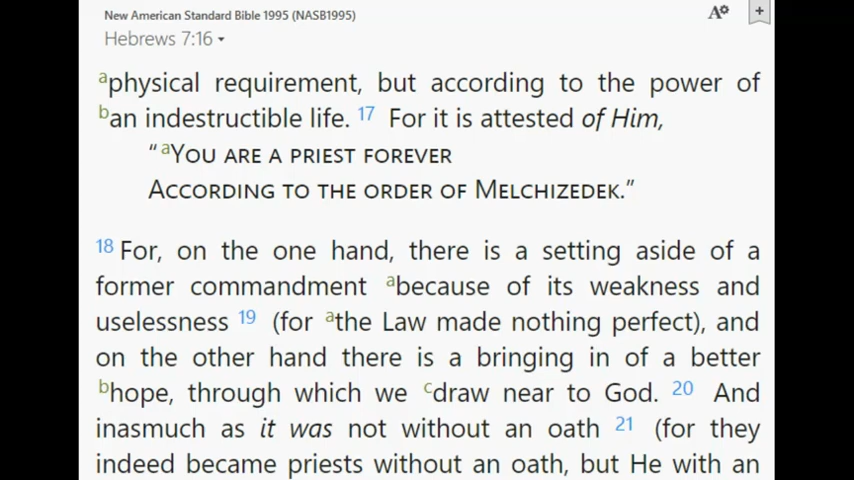 New American Standard Bible 1995 (NASB1995)
Hebrews 7:16
aphysical requirement, but according to the power of
ban indestructible life. 17 For it is attested of Him,
“aYOU ARE A PRIEST FOREVER
ACCORDING TO THE ORDER OF MELCHIZEDEK.”
18 For, on the one hand, there is a setting aside of a
former commandment abecause of its weakness and
uselessness 19 (for athe Law made nothing perfect), and
on the other hand there is a bringing in of a better
bhope, through which we cdraw near to God. 20 And
inasmuch as it was not without an oath 21 (for they
indeed became priests without an oath, but He with an